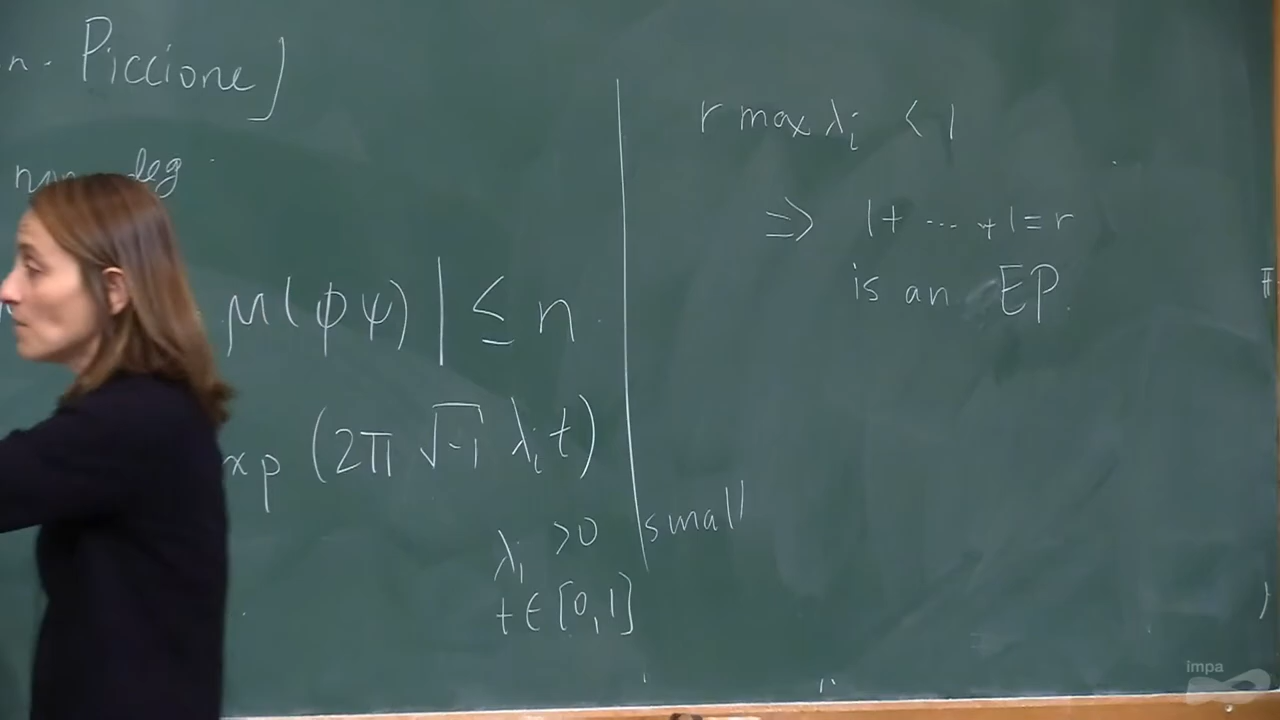 n. Piccione]
non deg
μ(φψ)| ≤ n.
xp (2π √-1 λᵢt)
λᵢ >0 small
t ∈ [0,1]
r max λᵢ < 1
⇒ 1+ ... +1=r
is an EP.
impa